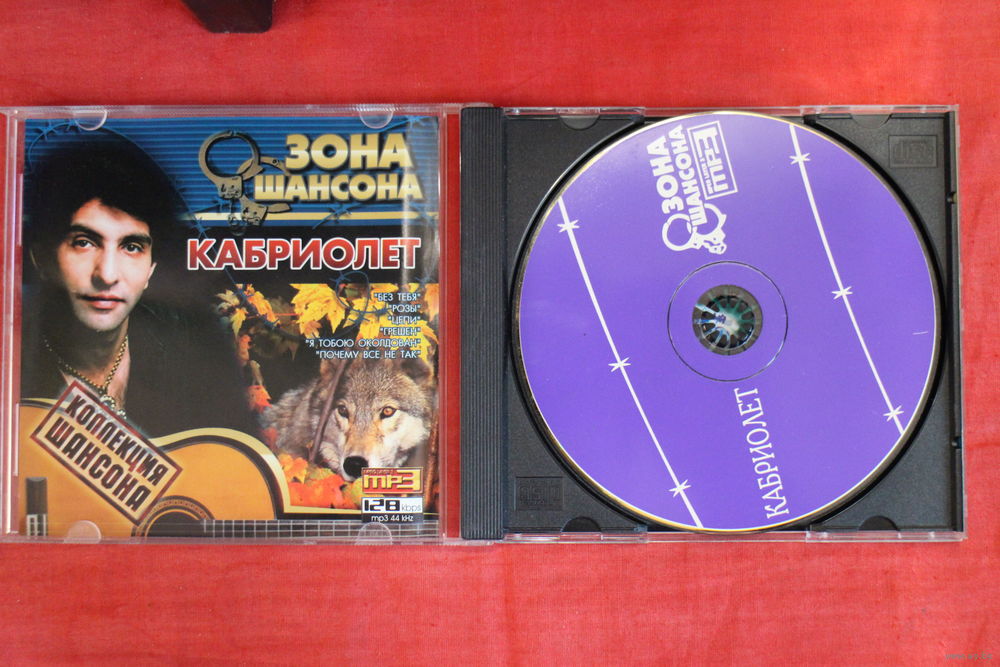 ЗОНА
ШАНСОНА
КАБРИОЛЕТ
"БЕЗ ТЕБЯ"
"РОЗЫ"
"ЦЕПИ"
"ГРЕШЕН"
"Я ТОБОЮ ОКОЛДОВАН"
"ПОЧЕМУ ВСЕ НЕ ТАК"
КОЛЛЕКЦИЯ
ШАНСОНА
MP3
128 kbps
mp3 44 kHz
ЗОНА
ШАНСОНА
MP3
КАБРИОЛЕТ